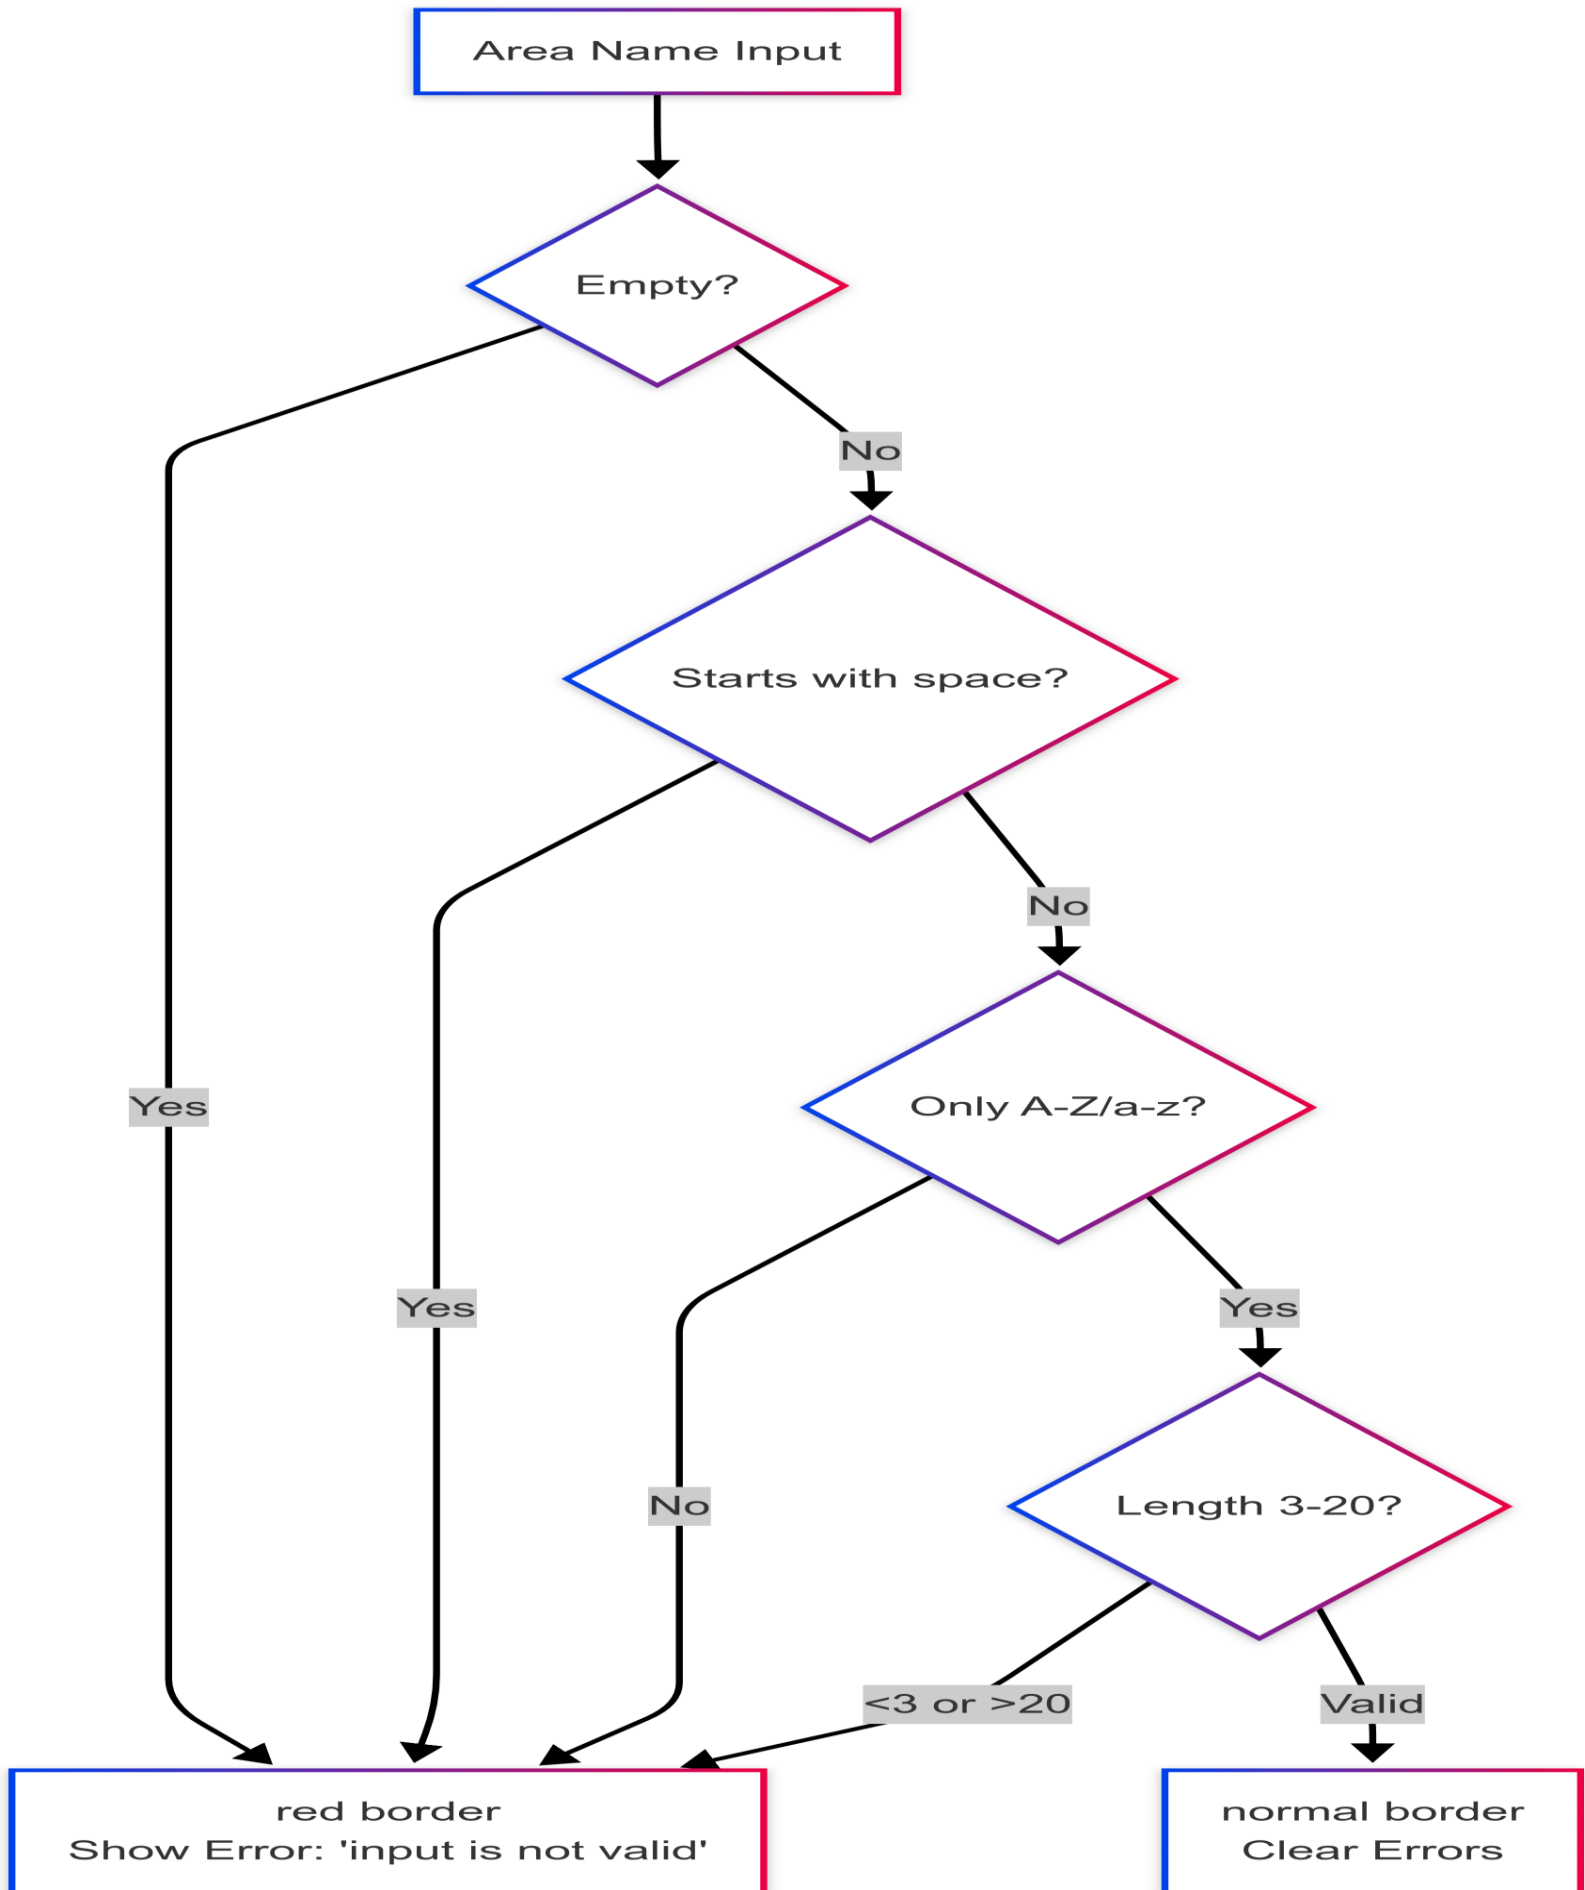 Area Name Input
Empty?
No
Starts with space?
No
Only A-Z/a-z?
Yes
Yes
Yes
Length 3-20?
No
<3 or >20
Valid
red border
Show Error: 'input is not valid'
normal border
Clear Errors